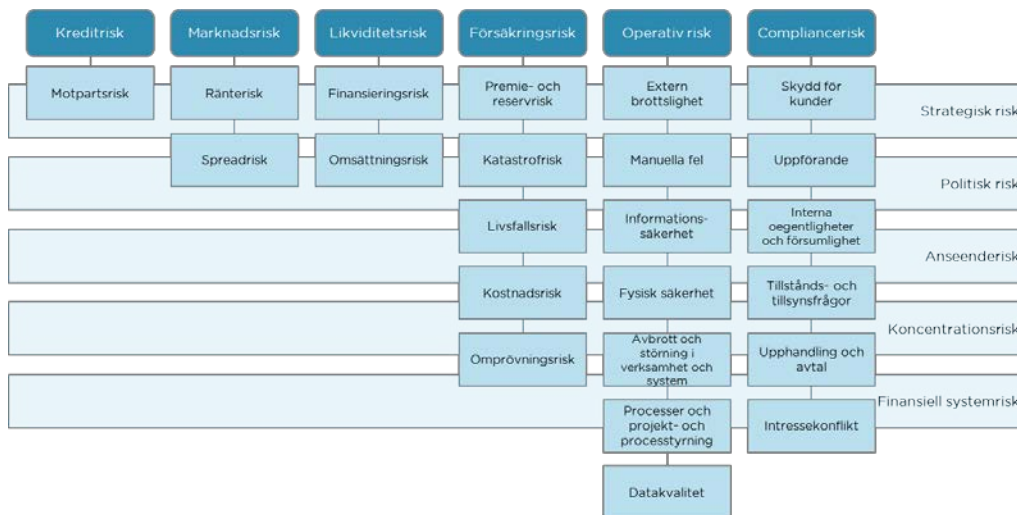 Kreditrisk
Marknadsrisk
Likviditetsrisk
Försäkringsrisk
Operativ risk
Compliancerisk
Motpartsrisk
Ränterisk
Finansieringsrisk
Premie- och
reservrisk
Extern
brottslighet
Skydd för
kunder
Strategisk risk
Spreadrisk
Omsättningsrisk
Katastrofrisk
Manuella fel
Uppförande
Politisk risk
Livsfallsrisk
Informations-
säkerhet
Interna
oegentligheter
och försumlighet
Anseenderisk
Kostnadsrisk
Fysisk säkerhet
Tillstånds- och
tillsynsfrågor
Koncentrationsrisk
Omprövningsrisk
Avbrott och
störning i
verksamhet och
system
Upphandling och
avtal
Finansiell systemrisk
Processer och
projekt- och
processtyrning
Intressekonflikt
Datakvalitet